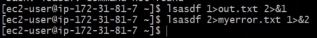 [ec2-user@ip-172-31-81-7 ~]$ lsasdf 1>out.txt 2>&1
[ec2-user@ip-172-31-81-7 ~]$ lsasdf 2>myerror.txt 1>&2
[ec2-user@ip-172-31-81-7 ~]$